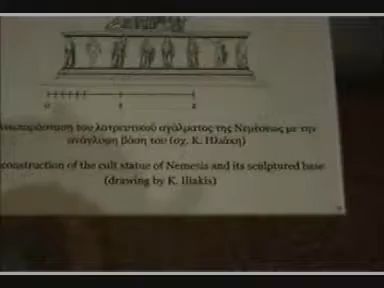 0 1 2
Αναπαράσταση του λατρευτικού αγάλματος της Νεμέσεως με την
ανάγλυφη βάση του (σχ. Κ. Ηλιάκη)
construction of the cult statue of Nemesis and its sculptured base
(drawing by K. Iliakis)